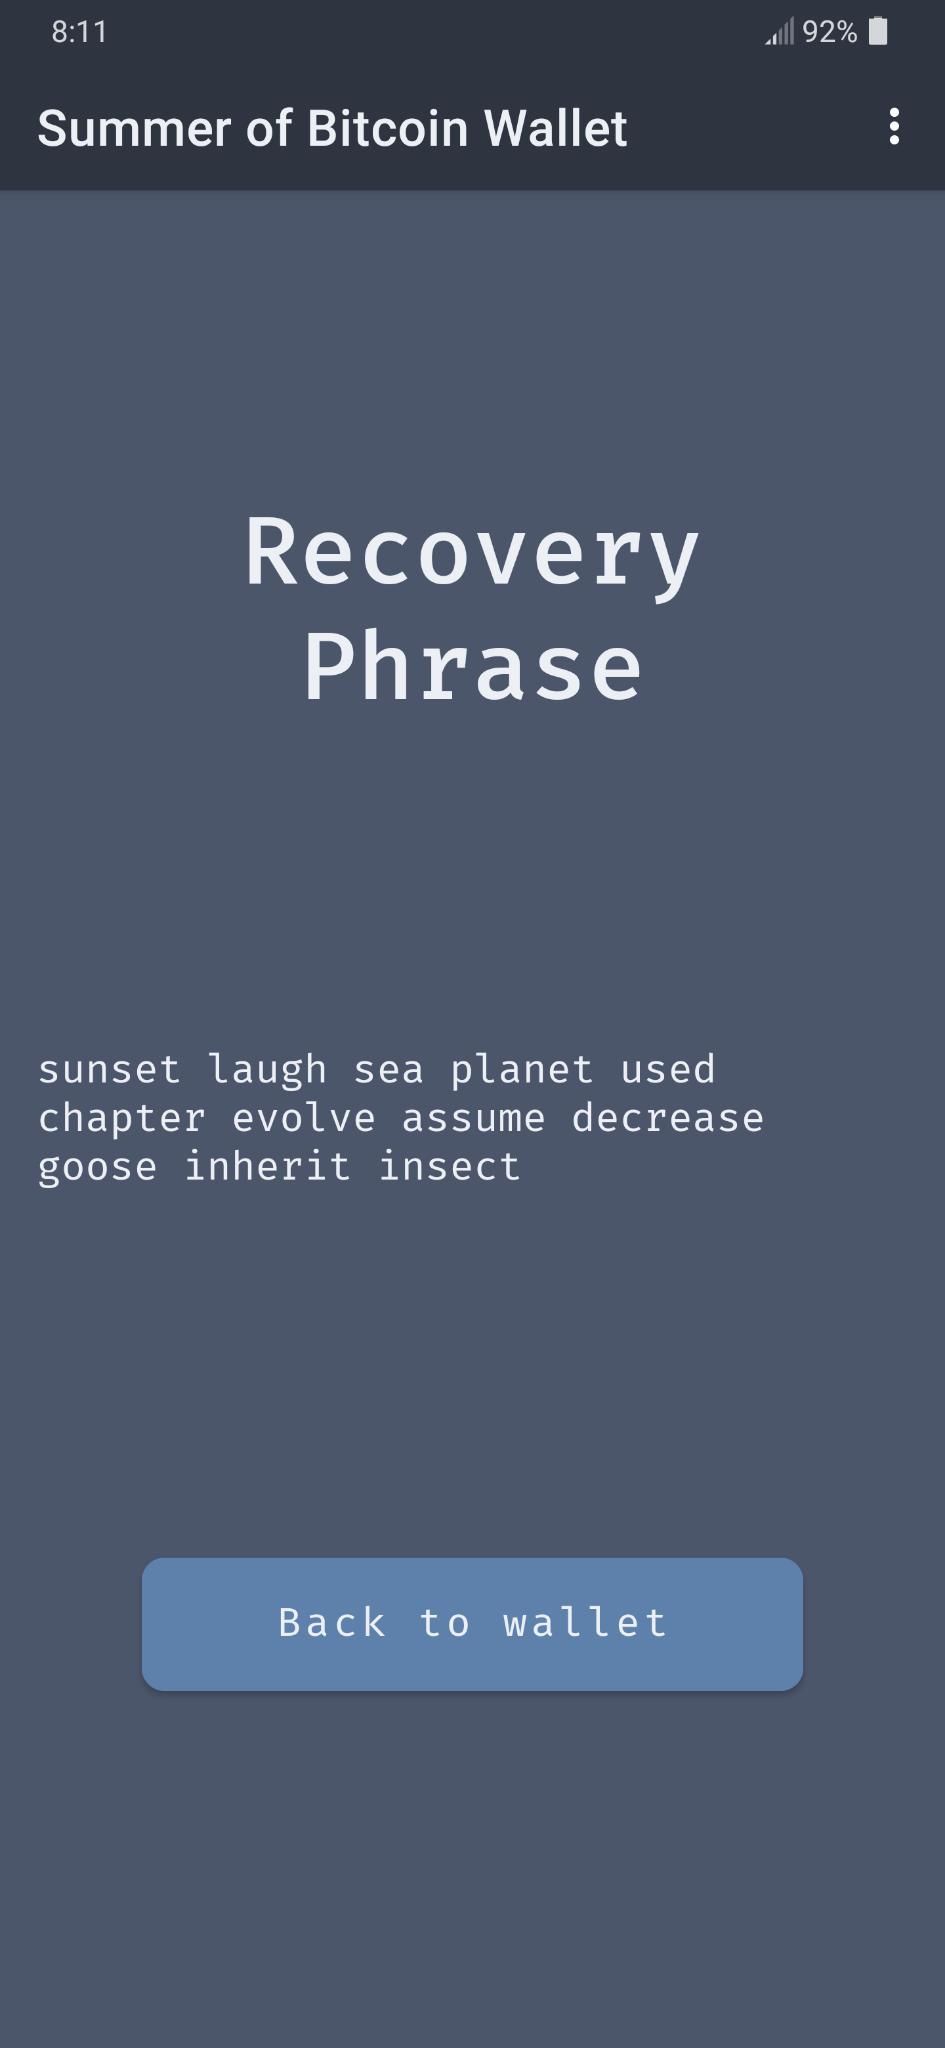 8:11
92%
Summer of Bitcoin Wallet
Recovery
Phrase
sunset laugh sea planet used
chapter evolve assume decrease
goose inherit insect
Back to wallet